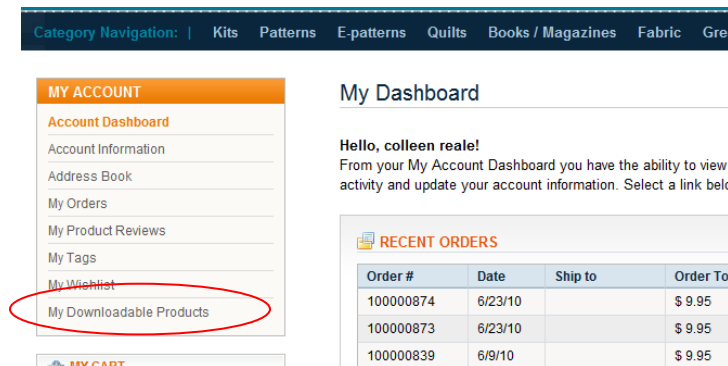 Category Navigation: | Kits Patterns E-patterns Quilts Books / Magazines Fabric Gre
MY ACCOUNT
Account Dashboard
Account Information
Address Book
My Orders
My Product Reviews
My Tags
My Wishlist
My Downloadable Products
MY CART
My Dashboard
Hello, colleen reale!
From your My Account Dashboard you have the ability to view
activity and update your account information. Select a link belo
RECENT ORDERS
Order # Date Ship to Order To
100000874 6/23/10 $ 9.95
100000873 6/23/10 $ 9.95
100000839 6/9/10 $ 9.95